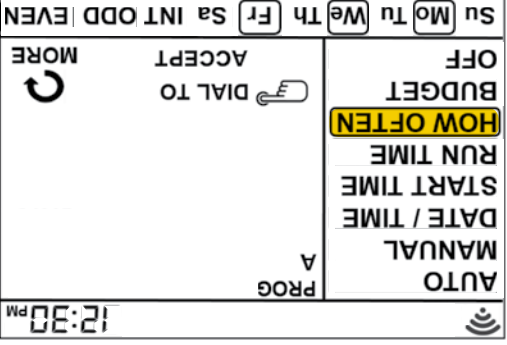 12:30 PM
AUTO
MANUAL
DATE / TIME
START TIME
RUN TIME
HOW OFTEN
BUDGET
OFF
PROG
A
DIAL TO
ACCEPT
MORE
Su Mo Tu We Th Fr Sa INT ODD EVEN